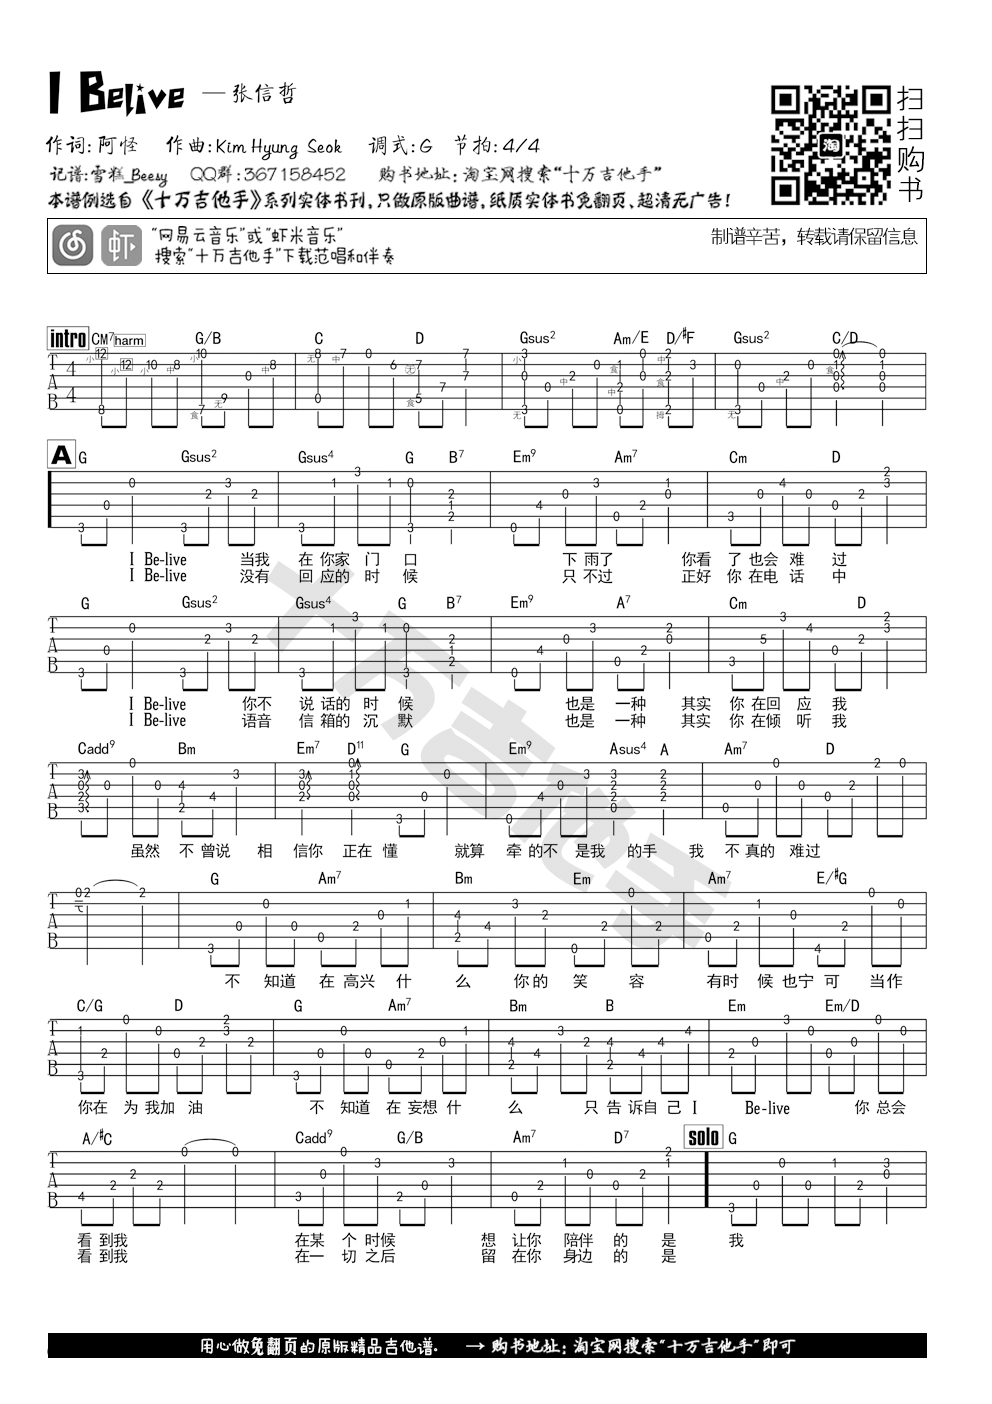 I Belive —张信哲
扫扫购书
作词:阿怪 作曲:Kim Hyung Seok 调式:G 节拍:4/4
淘
记谱:雪糕_Beesy QQ群:367158452 购书地址:淘宝网搜索“十万吉他手”
本谱例选自《十万吉他手》系列实体书刊,只做原版曲谱,纸质实体书免翻页、超清无广告!
“网易云音乐”或“虾米音乐”
虾
搜索“十万吉他手”下载范唱和伴奏
制谱辛苦，转载请保留信息
intro CM7 harm G/B C D Gsus2 Am/E D/#F Gsus2 C/D
A G Gsus2 Gsus4 G B7 Em9 Am7 Cm D
I Be-live 当我 在 你家 门 口 下 雨了 你看 了 也会 难 过
I Be-live 没有 回 应的 时 候 只 不过 正好 你 在电 话 中
G Gsus2 Gsus4 G B7 Em9 A7 Cm D
I Be-live 你不 说 话的 时 候 也是 一种 其实 你 在回 应 我
I Be-live 语音 信 箱的 沉 默 也是 一种 其实 你 在倾 听 我
Cadd9 Bm Em7 D11 G Em9 Asus4 A Am7 D
虽然 不 曾说 相 信你 正在 懂 就算 牵 的不 是我 的手 我 不 真的 难过
G Am7 Bm Em Am7 E/#G
不 知道 在 高兴 什 么 你的 笑 容 有时 候 也宁 可 当作
C/G D G Am7 Bm B Em Em/D
你在 为 我加 油 不 知道 在 妄想 什 么 只 告 诉自 己 I Be-live 你 总会
A/#C Cadd9 G/B Am7 D7 solo G
看 到我 在某 个 时候 想 让你 陪伴 的 是 我
看 到我 在一 切 之后 留 在你 身边 的 是
十万吉他手
用心做免翻页的原版精品吉他谱. → 购书地址:淘宝网搜索“十万吉他手”即可